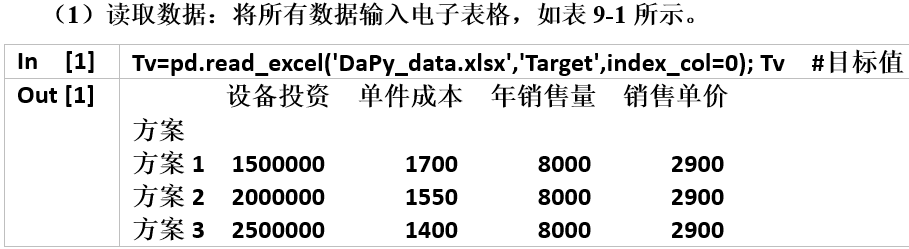 （1）读取数据：将所有数据输入电子表格，如表 9-1 所示。
In [1] Tv=pd.read_excel('DaPy_data.xlsx','Target',index_col=0); Tv #目标值
Out [1] 设备投资 单件成本 年销售量 销售单价
方案
方案 1 1500000 1700 8000 2900
方案 2 2000000 1550 8000 2900
方案 3 2500000 1400 8000 2900